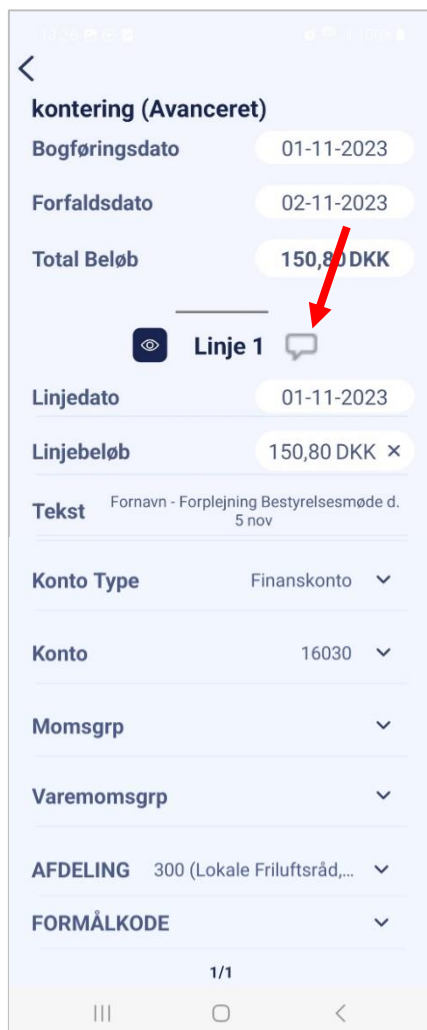 kontering (Avanceret)
Bogføringsdato 01-11-2023
Forfaldsdato 02-11-2023
Total Beløb 150,80 DKK
Linje 1
Linjedato 01-11-2023
Linjebeløb 150,80 DKK ×
Tekst Fornavn - Forplejning Bestyrelsesmøde d.
5 nov
Konto Type Finanskonto
Konto 16030
Momsgrp
Varemomsgrp
AFDELING 300 (Lokale Friluftsråd,...
FORMÅLKODE
1/1